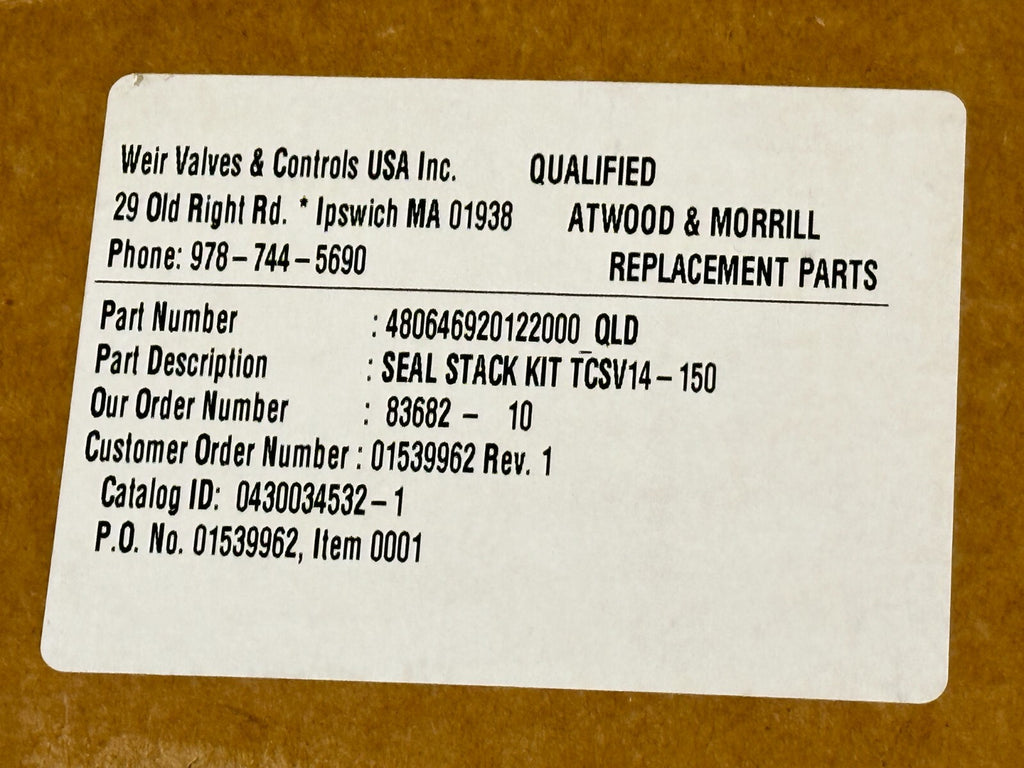 Weir Valves & Controls USA Inc. QUALIFIED
29 Old Right Rd. * Ipswich MA 01938 ATWOOD & MORRILL
Phone: 978-744-5690 REPLACEMENT PARTS
Part Number : 480646920122000_QLD
Part Description : SEAL STACK KIT TCSV14-150
Our Order Number : 83682 - 10
Customer Order Number : 01539962 Rev. 1
Catalog ID: 0430034532-1
P.O. No. 01539962, Item 0001